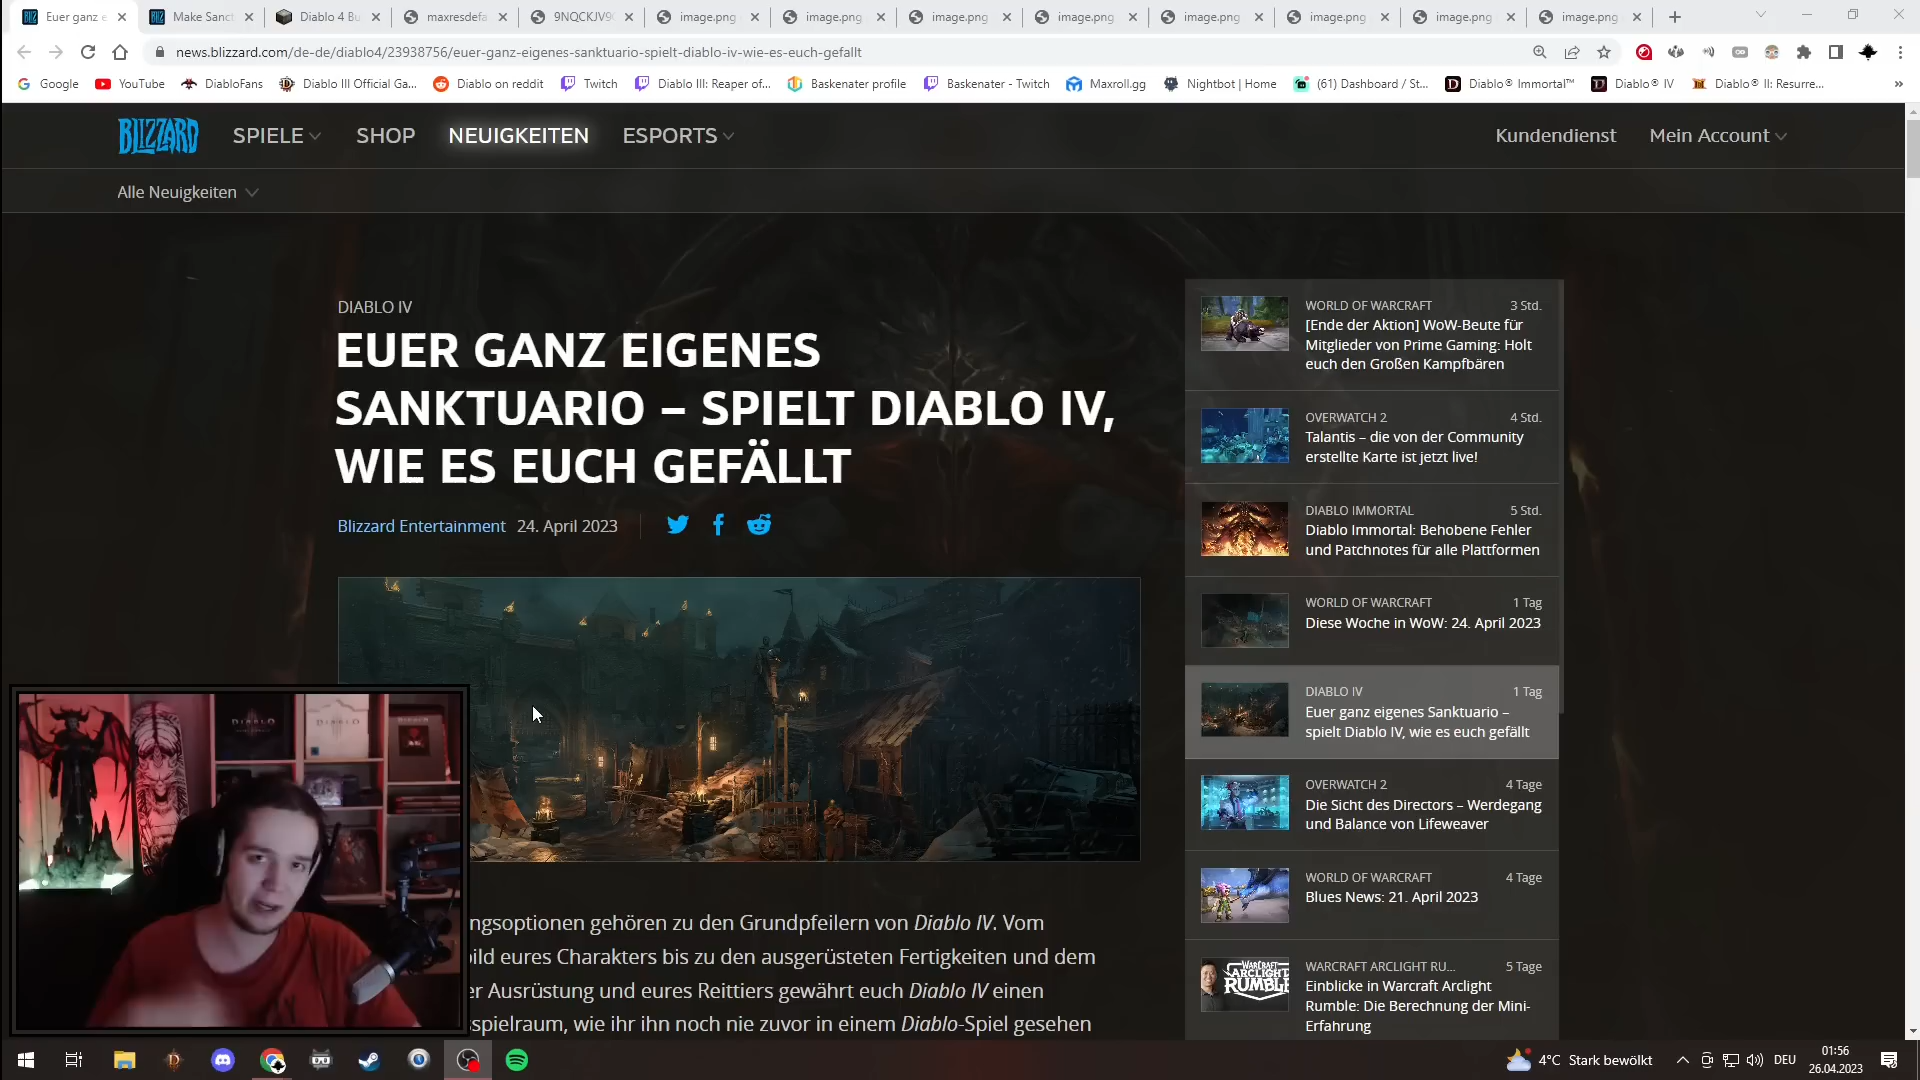 Euer ganz e
Make Sanct
Diablo 4 Bu
maxresdefa
9NQCKJV9
image.png
image.png
image.png
image.png
image.png
image.png
image.png
image.png
news.blizzard.com/de-de/diablo4/23938756/euer-ganz-eigenes-sanktuario-spielt-diablo-iv-wie-es-euch-gefallt
Google
YouTube
DiabloFans
Diablo III Official Ga...
Diablo on reddit
Twitch
Diablo III: Reaper of...
Baskenater profile
Baskenater - Twitch
Maxroll.gg
Nightbot | Home
(61) Dashboard / St...
Diablo® Immortal™
Diablo® IV
Diablo® II: Resurre...
»
BLIZZARD
SPIELE
SHOP
NEUIGKEITEN
ESPORTS
Kundendienst
Mein Account
Alle Neuigkeiten
DIABLO IV
EUER GANZ EIGENES
SANKTUARIO – SPIELT DIABLO IV,
WIE ES EUCH GEFÄLLT
Blizzard Entertainment 24. April 2023
ngsoptionen gehören zu den Grundpfeilern von Diablo IV. Vom
ild eures Charakters bis zu den ausgerüsteten Fertigkeiten und dem
er Ausrüstung und eures Reittiers gewährt euch Diablo IV einen
sspielraum, wie ihr ihn noch nie zuvor in einem Diablo-Spiel gesehen
WORLD OF WARCRAFT 3 Std.
[Ende der Aktion] WoW-Beute für
Mitglieder von Prime Gaming: Holt
euch den Großen Kampfbären
OVERWATCH 2 4 Std.
Talantis – die von der Community
erstellte Karte ist jetzt live!
DIABLO IMMORTAL 5 Std.
Diablo Immortal: Behobene Fehler
und Patchnotes für alle Plattformen
WORLD OF WARCRAFT 1 Tag
Diese Woche in WoW: 24. April 2023
DIABLO IV 1 Tag
Euer ganz eigenes Sanktuario –
spielt Diablo IV, wie es euch gefällt
OVERWATCH 2 4 Tage
Die Sicht des Directors – Werdegang
und Balance von Lifeweaver
WORLD OF WARCRAFT 4 Tage
Blues News: 21. April 2023
WARCRAFT ARCLIGHT RU... 5 Tage
Einblicke in Warcraft Arclight
Rumble: Die Berechnung der Mini-
Erfahrung
WARCRAFT
ARCLIGHT
RUMBLE
DIABLO
DIABLO
4°C Stark bewölkt
DEU
01:56
26.04.2023